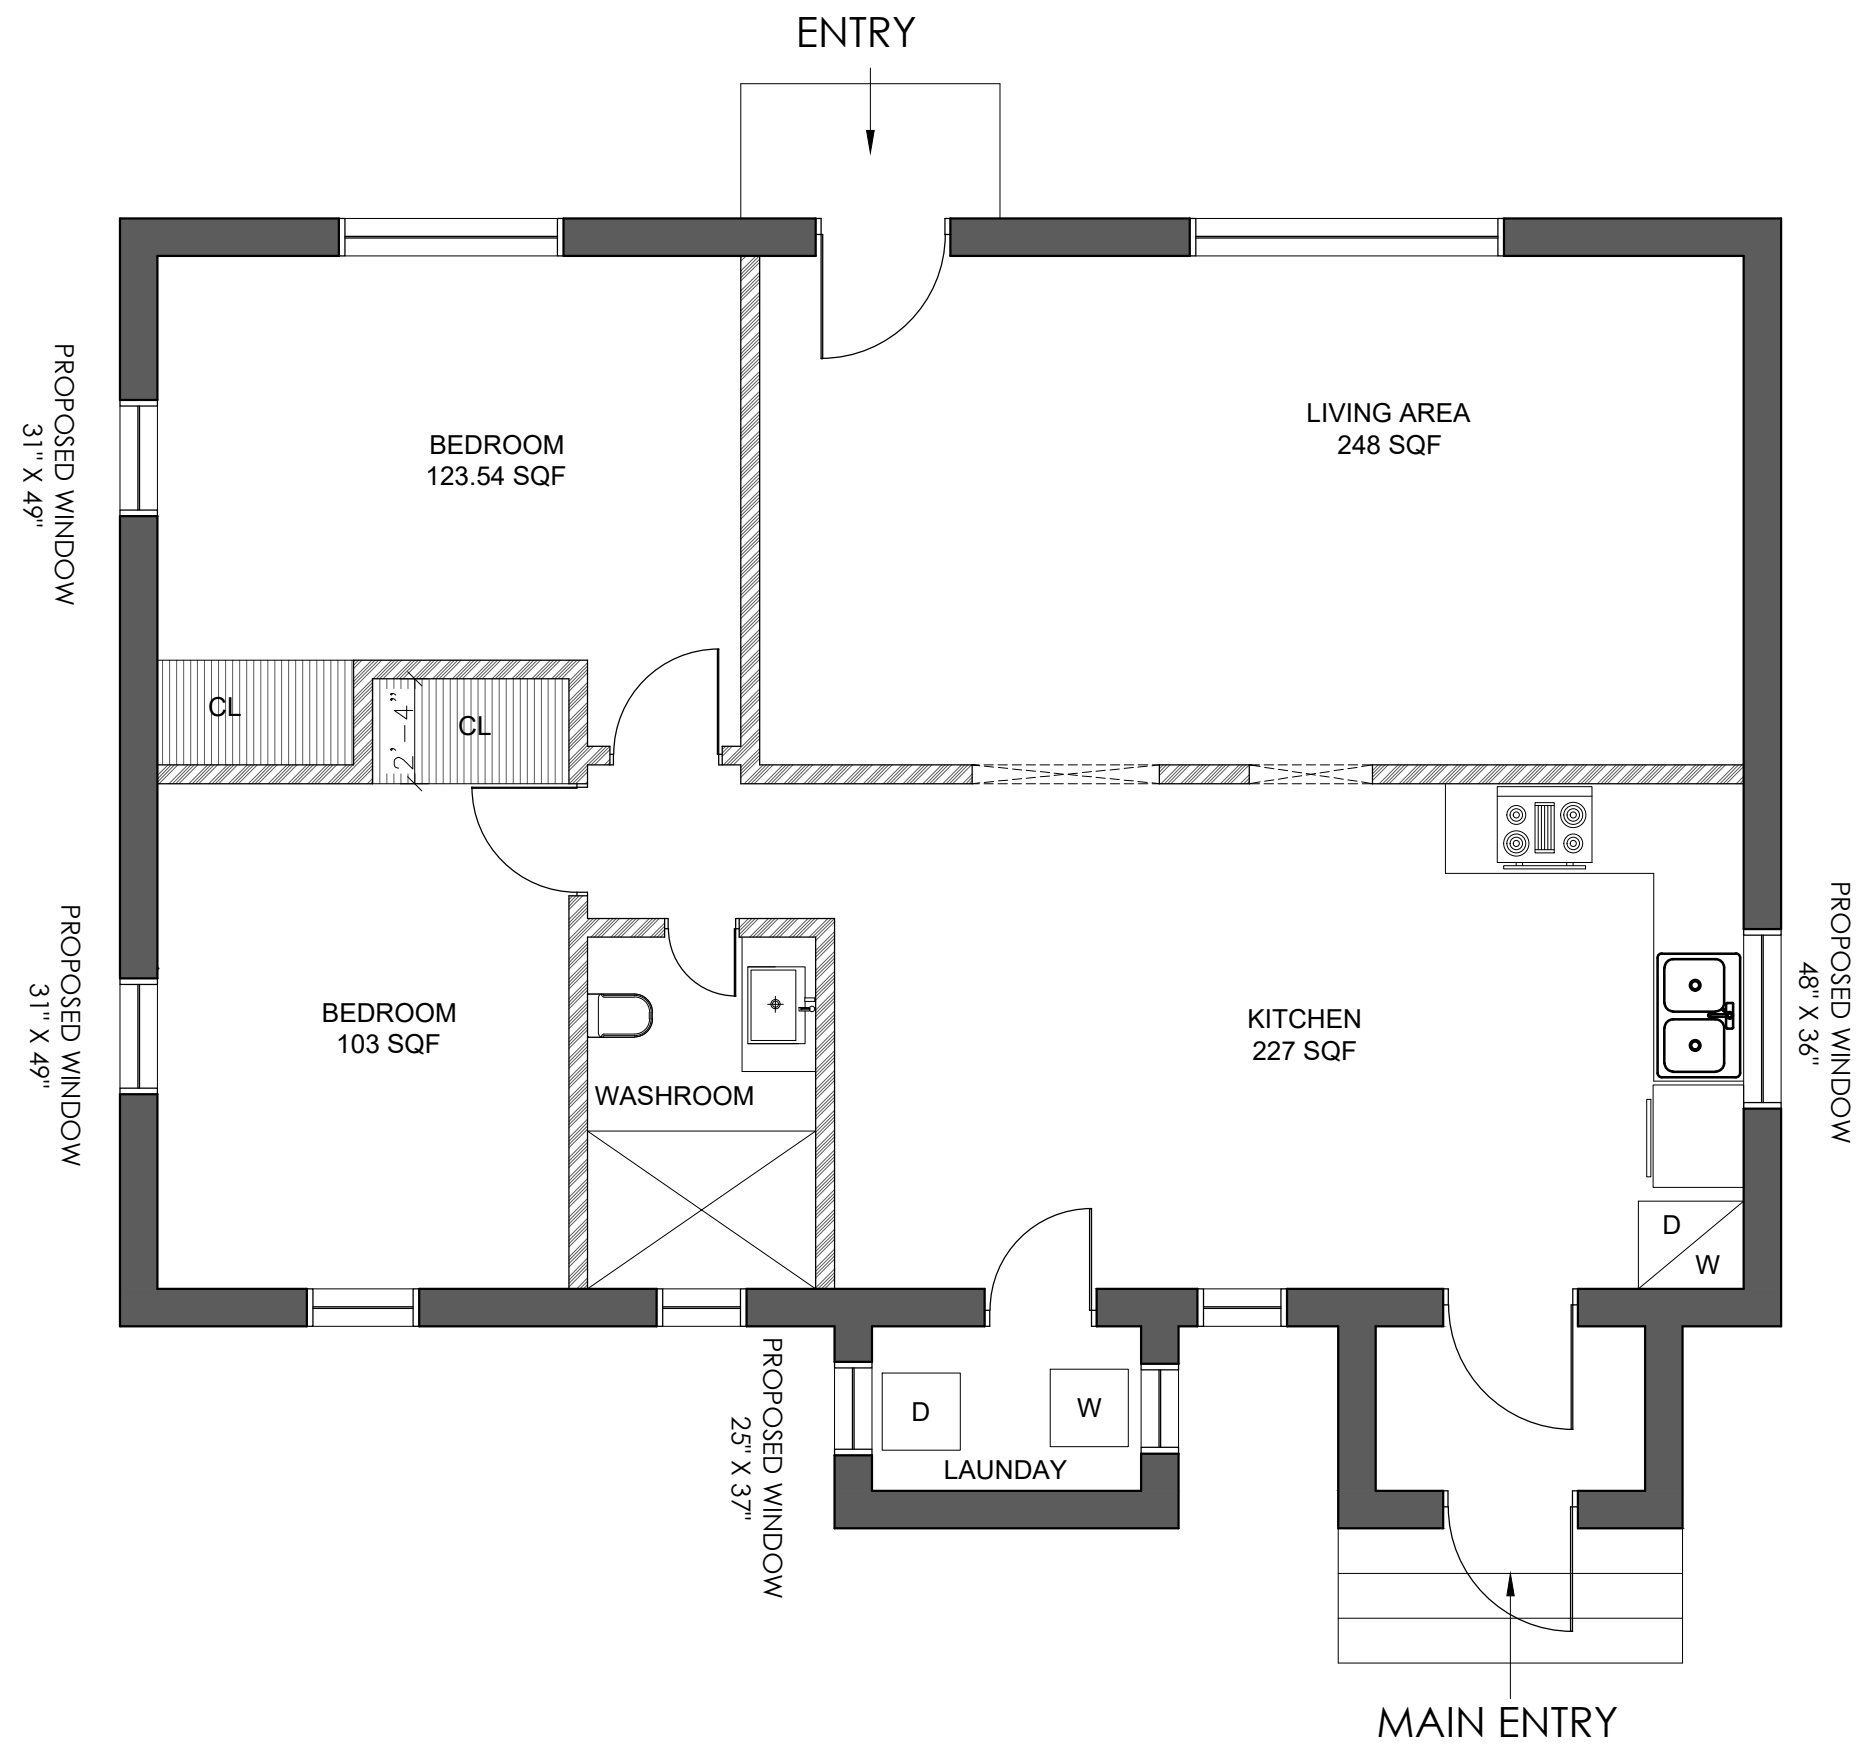 ENTRY
PROPOSED WINDOW
31" X 49"
BEDROOM
123.54 SQF
LIVING AREA
248 SQF
CL
2'-4"
CL
PROPOSED WINDOW
31" X 49"
BEDROOM
103 SQF
WASHROOM
KITCHEN
227 SQF
PROPOSED WINDOW
48" X 36"
D
W
PROPOSED WINDOW
25" X 37"
D
W
LAUNDAY
MAIN ENTRY